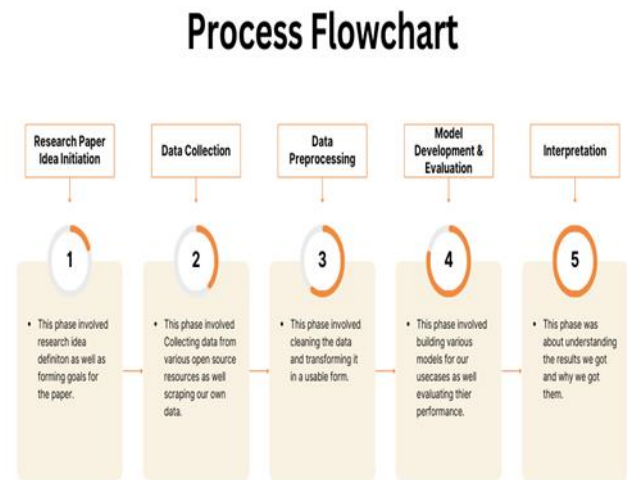 Process Flowchart
Research Paper
Idea Initiation
Data Collection
Data
Preprocessing
Model
Development &
Evaluation
Interpretation
1
2
3
4
5
• This phase involved
research idea
definiton as well as
forming goals for
the paper.
• This phase involved
Collecting data from
various open source
resources as well
scraping our own
data.
• This phase involved
cleaning the data
and transforming it
in a usable form.
• This phase involved
building various
models for our
usecases as well
evaluating thier
performance.
• This phase was
about understanding
the results we got
and why we got
them.